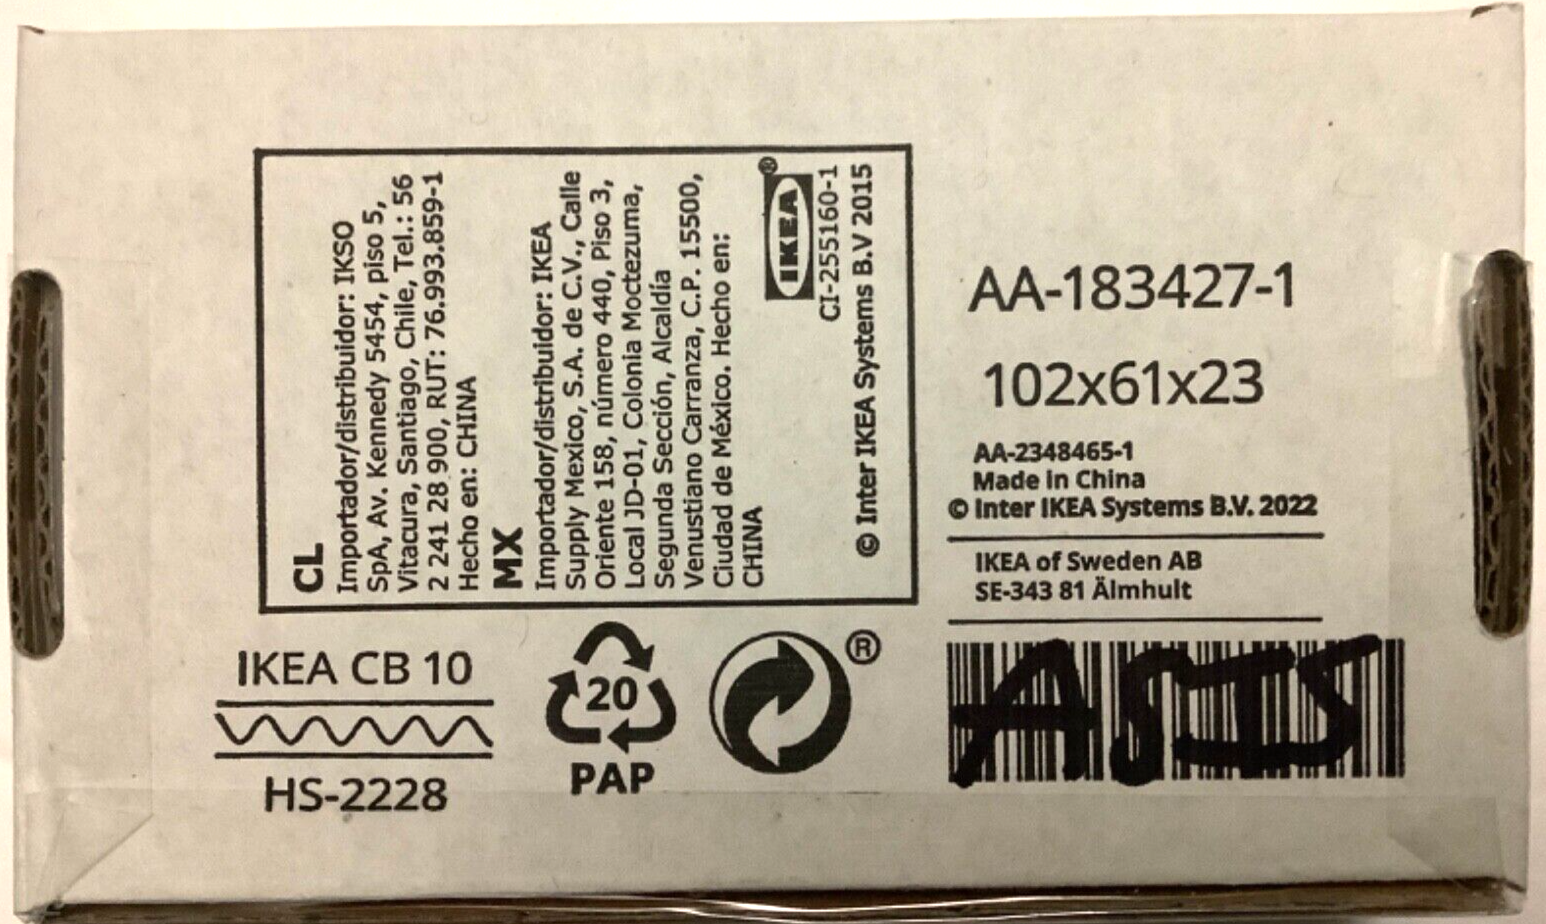 CL
Importador/distribuidor: IKSO
SpA, Av. Kennedy 5454, piso 5,
Vitacura, Santiago, Chile, Tel.: 56
2 241 28 900, RUT: 76.993.859-1
Hecho en: CHINA
MX
Importador/distribuidor: IKEA
Supply Mexico, S.A. de C.V., Calle
Oriente 158, número 440, Piso 3,
Local JD-01, Colonia Moctezuma,
Segunda Sección, Alcaldía
Venustiano Carranza, C.P. 15500,
Ciudad de México. Hecho en:
CHINA
IKEA®
CI-255160-1
© Inter IKEA Systems B.V 2015
AA-183427-1
102x61x23
AA-2348465-1
Made in China
© Inter IKEA Systems B.V. 2022
IKEA of Sweden AB
SE-343 81 Älmhult
IKEA CB 10
HS-2228
20
PAP
®
ASIS